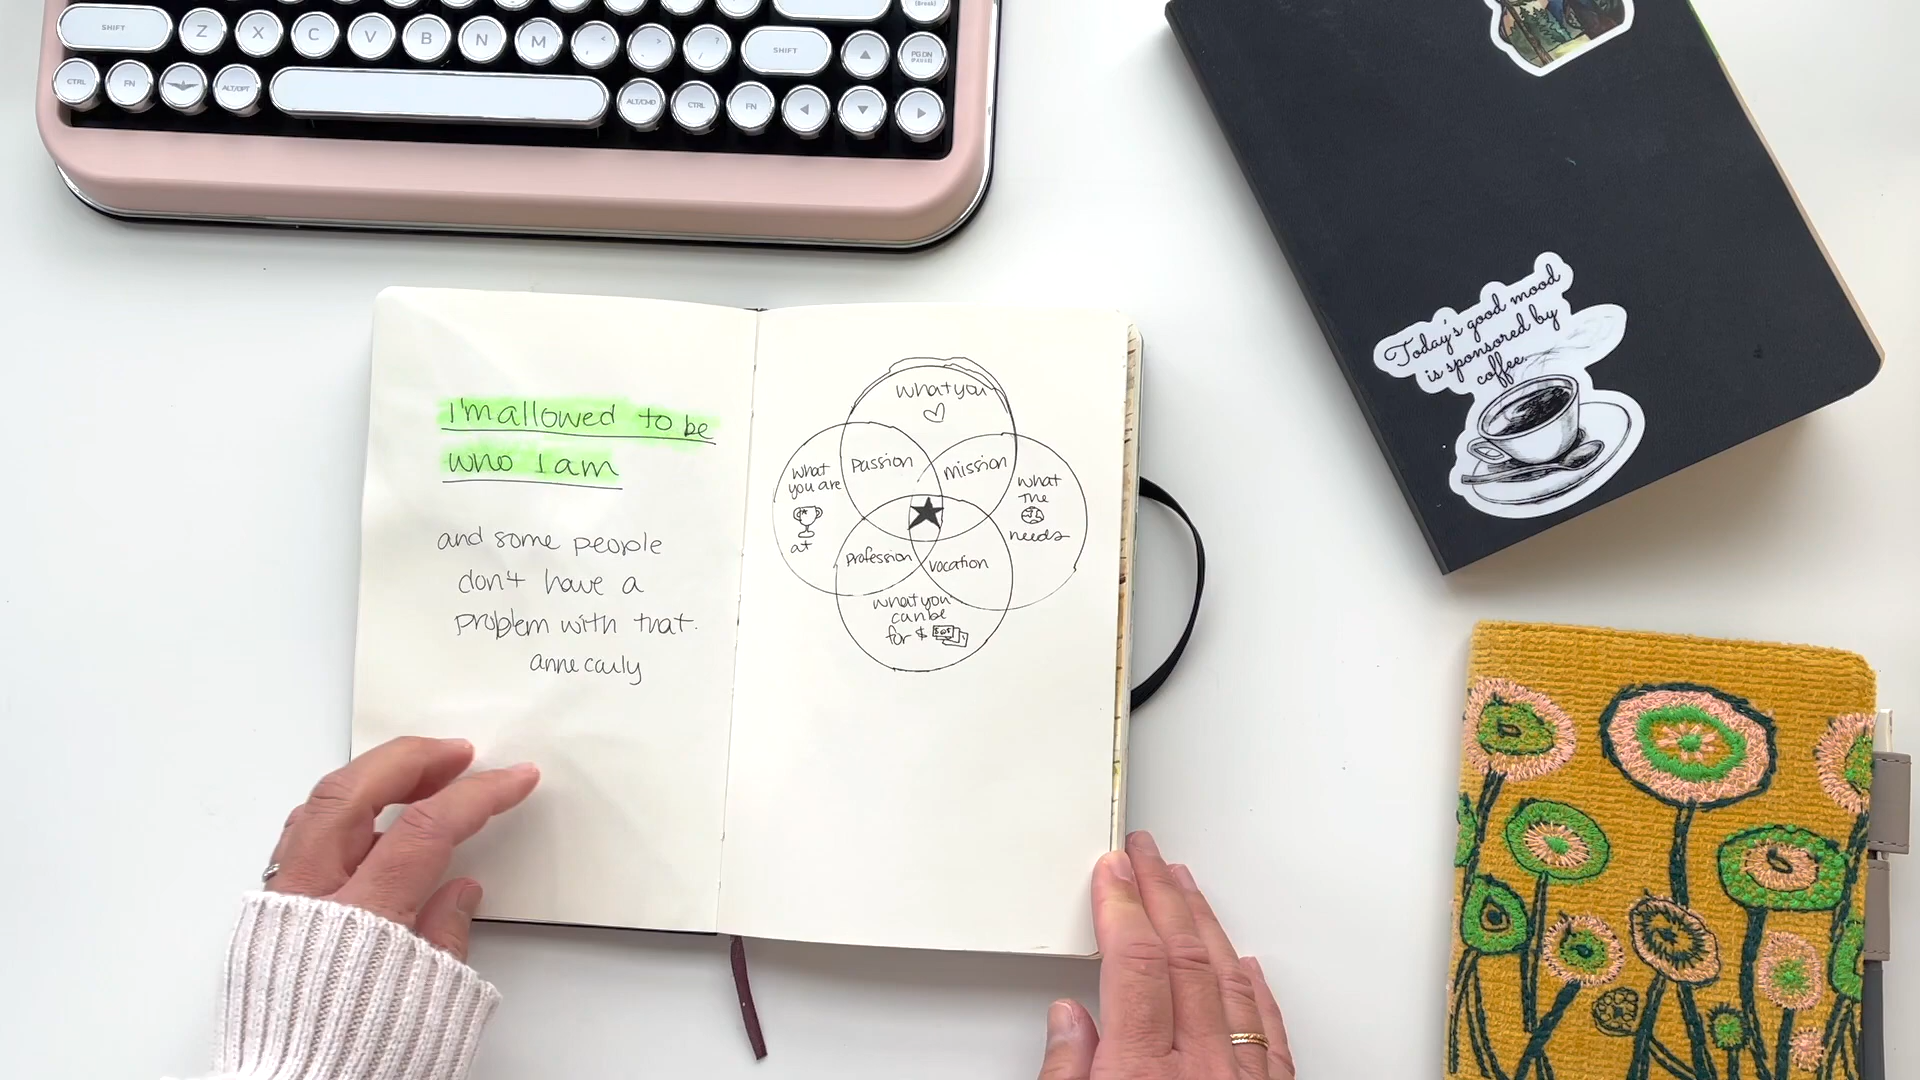 SHIFT
Z X C V B N M , < . > / ? SHIFT
PG DN
CTRL FN ALT/OPT ALT/CMD CTRL FN
I'm allowed to be
who I am
and some people
don't have a
problem with that.
anne carly
what you
passion
mission
what
you are
at
what
the
needs
profession
vocation
what you
can be
for $
Today's good mood
is sponsored by
coffee.